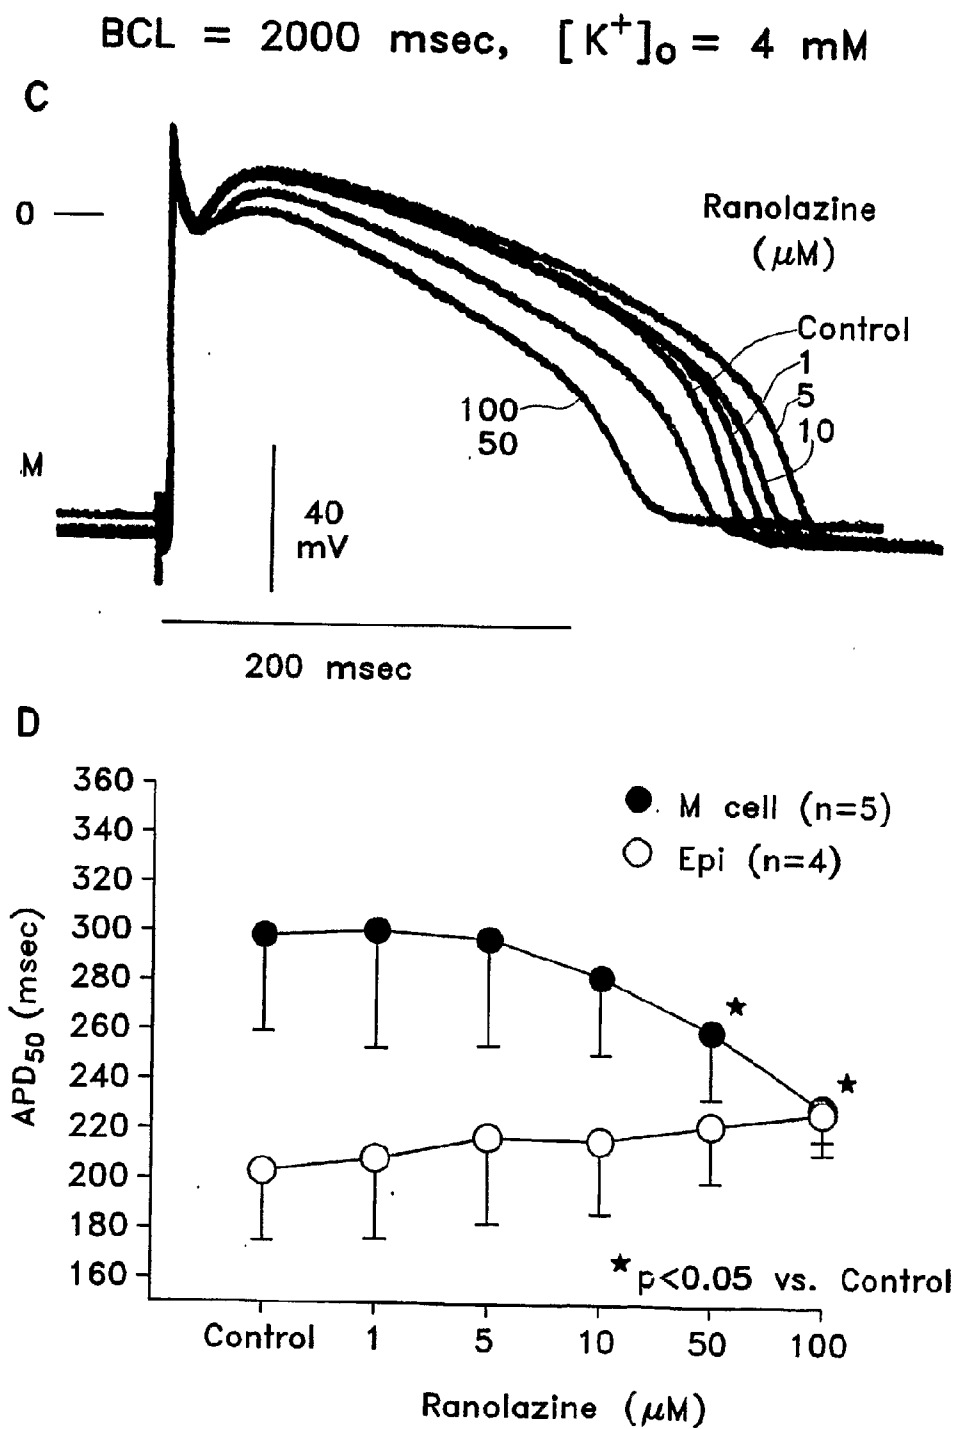 BCL = 2000 msec, [K+]o = 4 mM
C
0
Ranolazine
(μM)
Control
1
5
10
100
50
M
40
mV
200 msec
D
360
340
320
300
280
260
240
220
200
180
160
APD50 (msec)
● M cell (n=5)
○ Epi (n=4)
★
★
★ p<0.05 vs. Control
Control 1 5 10 50 100
Ranolazine (μM)